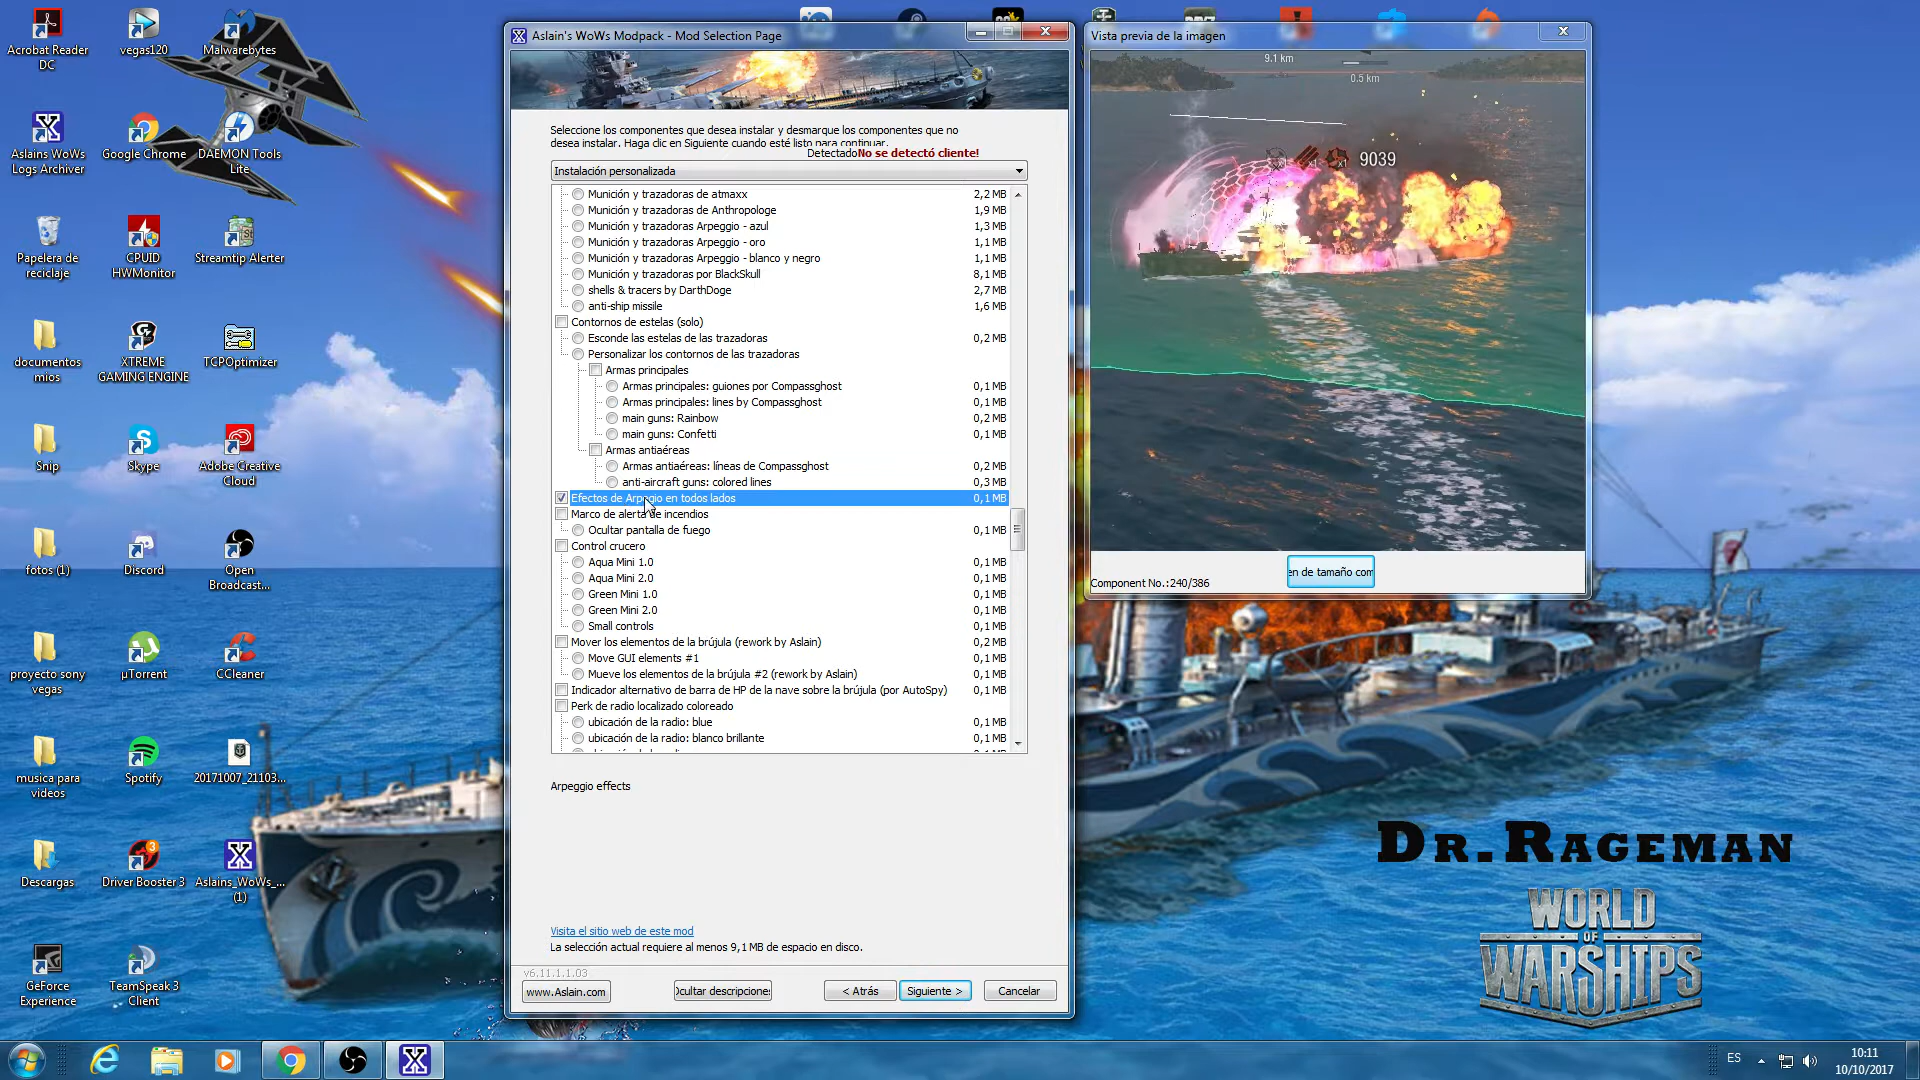 Acrobat Reader DC
vegas120
Malwarebytes
Aslains WoWs Logs Archiver
Google Chrome
DAEMON Tools Lite
Papelera de reciclaje
CPUID HWMonitor
Streamtip Alerter
documentos mios
XTREME GAMING ENGINE
TCPOptimizer
Snip
Skype
Adobe Creative Cloud
fotos (1)
Discord
Open Broadcast...
proyecto sony vegas
µTorrent
CCleaner
musica para videos
Spotify
20171007_21103...
Descargas
Driver Booster 3
Aslains_WoWs_... (1)
GeForce Experience
TeamSpeak 3 Client
Aslain's WoWs Modpack - Mod Selection Page
Seleccione los componentes que desea instalar y desmarque los componentes que no
desea instalar. Haga clic en Siguiente cuando esté listo para continuar.
Detectado No se detectó cliente!
Instalación personalizada
Munición y trazadoras de atmaxx 2,2 MB
Munición y trazadoras de Anthropologe 1,9 MB
Munición y trazadoras Arpeggio - azul 1,3 MB
Munición y trazadoras Arpeggio - oro 1,1 MB
Munición y trazadoras Arpeggio - blanco y negro 1,1 MB
Munición y trazadoras por BlackSkull 8,1 MB
shells & tracers by DarthDoge 2,7 MB
anti-ship missile 1,6 MB
Contornos de estelas (solo)
Esconde las estelas de las trazadoras 0,2 MB
Personalizar los contornos de las trazadoras
Armas principales
Armas principales: guiones por Compassghost 0,1 MB
Armas principales: lines by Compassghost 0,1 MB
main guns: Rainbow 0,2 MB
main guns: Confetti 0,1 MB
Armas antiaéreas
Armas antiaéreas: líneas de Compassghost 0,2 MB
anti-aircraft guns: colored lines 0,3 MB
Efectos de Arpegio en todos lados 0,1 MB
Marco de alerta de incendios
Ocultar pantalla de fuego 0,1 MB
Control crucero
Aqua Mini 1.0 0,1 MB
Aqua Mini 2.0 0,1 MB
Green Mini 1.0 0,1 MB
Green Mini 2.0 0,1 MB
Small controls 0,1 MB
Mover los elementos de la brújula (rework by Aslain) 0,2 MB
Move GUI elements #1 0,1 MB
Mueve los elementos de la brújula #2 (rework by Aslain) 0,1 MB
Indicador alternativo de barra de HP de la nave sobre la brújula (por AutoSpy) 0,1 MB
Perk de radio localizado coloreado
ubicación de la radio: blue 0,1 MB
ubicación de la radio: blanco brillante 0,1 MB
Arpeggio effects
Visita el sitio web de este mod
La selección actual requiere al menos 9,1 MB de espacio en disco.
v6.11.1.1.03
www.Aslain.com
Ocultar descripciones
< Atrás
Siguiente >
Cancelar
Vista previa de la imagen
9.1 km
0.5 km
x1 x1 x1 9039
Component No.:240/386
en de tamaño com
DR.RAGEMAN
WORLD
OF
WARSHIPS
ES
10:11
10/10/2017